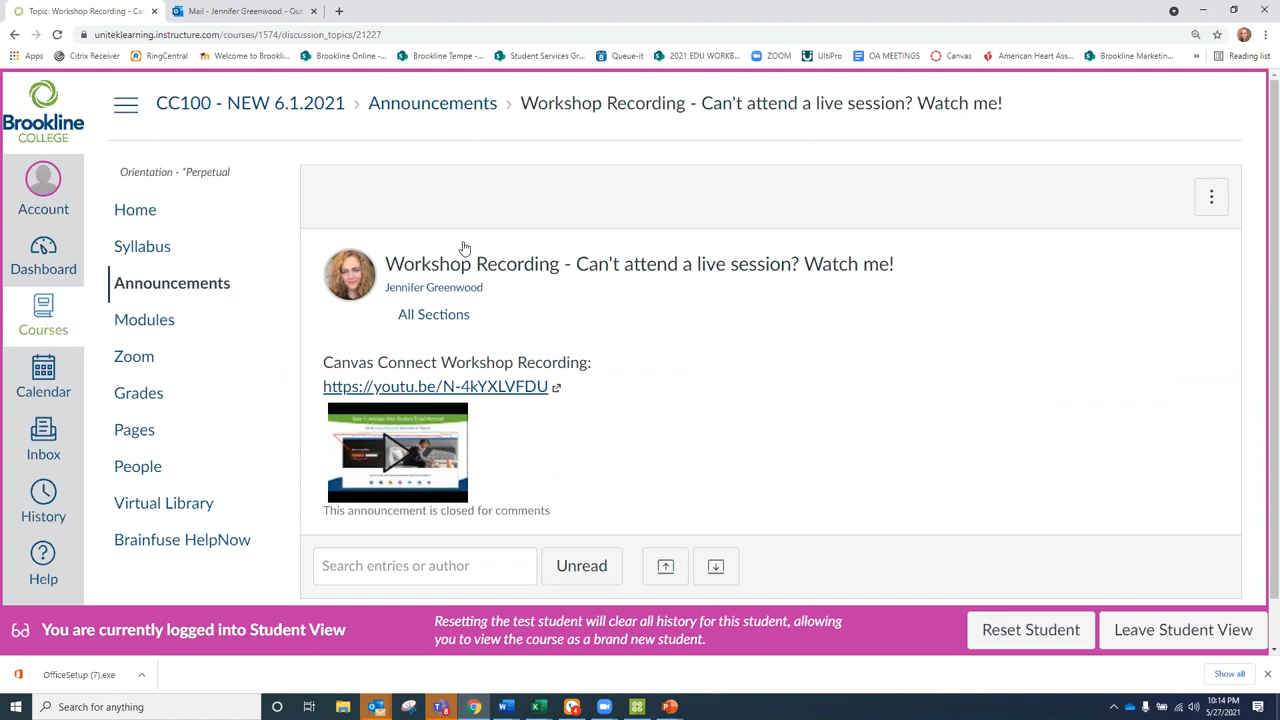 Topic: Workshop Recording - Ca
Mail - Jennifer Greenwood - Out
uniteklearning.instructure.com/courses/1574/discussion_topics/21227
Apps Citrix Receiver RingCentral Welcome to Brookli... Brookline Online -... Brookline Tempe -... Student Services Gr... Queue-it 2021 EDU WORKB... ZOOM UltiPro OA MEETINGS Canvas American Heart Ass... Brookline Marketin... » Reading list
Brookline
COLLEGE
CC100 - NEW 6.1.2021 › Announcements › Workshop Recording - Can't attend a live session? Watch me!
Account
Dashboard
Courses
Calendar
Inbox
History
Help
Orientation - *Perpetual
Home
Syllabus
Announcements
Modules
Zoom
Grades
Pages
People
Virtual Library
Brainfuse HelpNow
Workshop Recording - Can't attend a live session? Watch me!
Jennifer Greenwood
All Sections
Canvas Connect Workshop Recording:
https://youtu.be/N-4kYXLVFDU
This announcement is closed for comments
Search entries or author
Unread
You are currently logged into Student View
Resetting the test student will clear all history for this student, allowing
you to view the course as a brand new student.
Reset Student
Leave Student View
OfficeSetup (7).exe
Show all
Search for anything
10:14 PM
5/27/2021